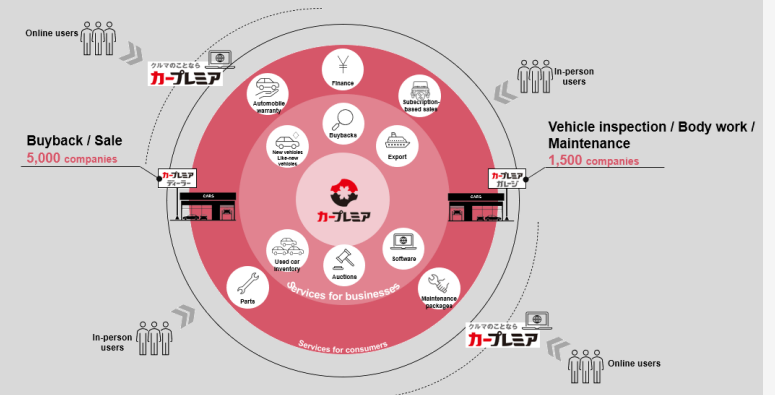 Online users
クルマのことなら
カープレミア
Finance
In-person
users
Automobile
warranty
Subscription-
based sales
Buybacks
New vehicles
Like-new
vehicles
Export
Buyback / Sale
5,000 companies
Vehicle inspection / Body work /
Maintenance
1,500 companies
カープレミア
ディーラー
CARS
カープレミア
カープレミア
ガレージ
CARS
Used car
inventory
Auctions
Software
Parts
Maintenance
packages
Services for businesses
Services for consumers
In-person
users
クルマのことなら
カープレミア
Online users